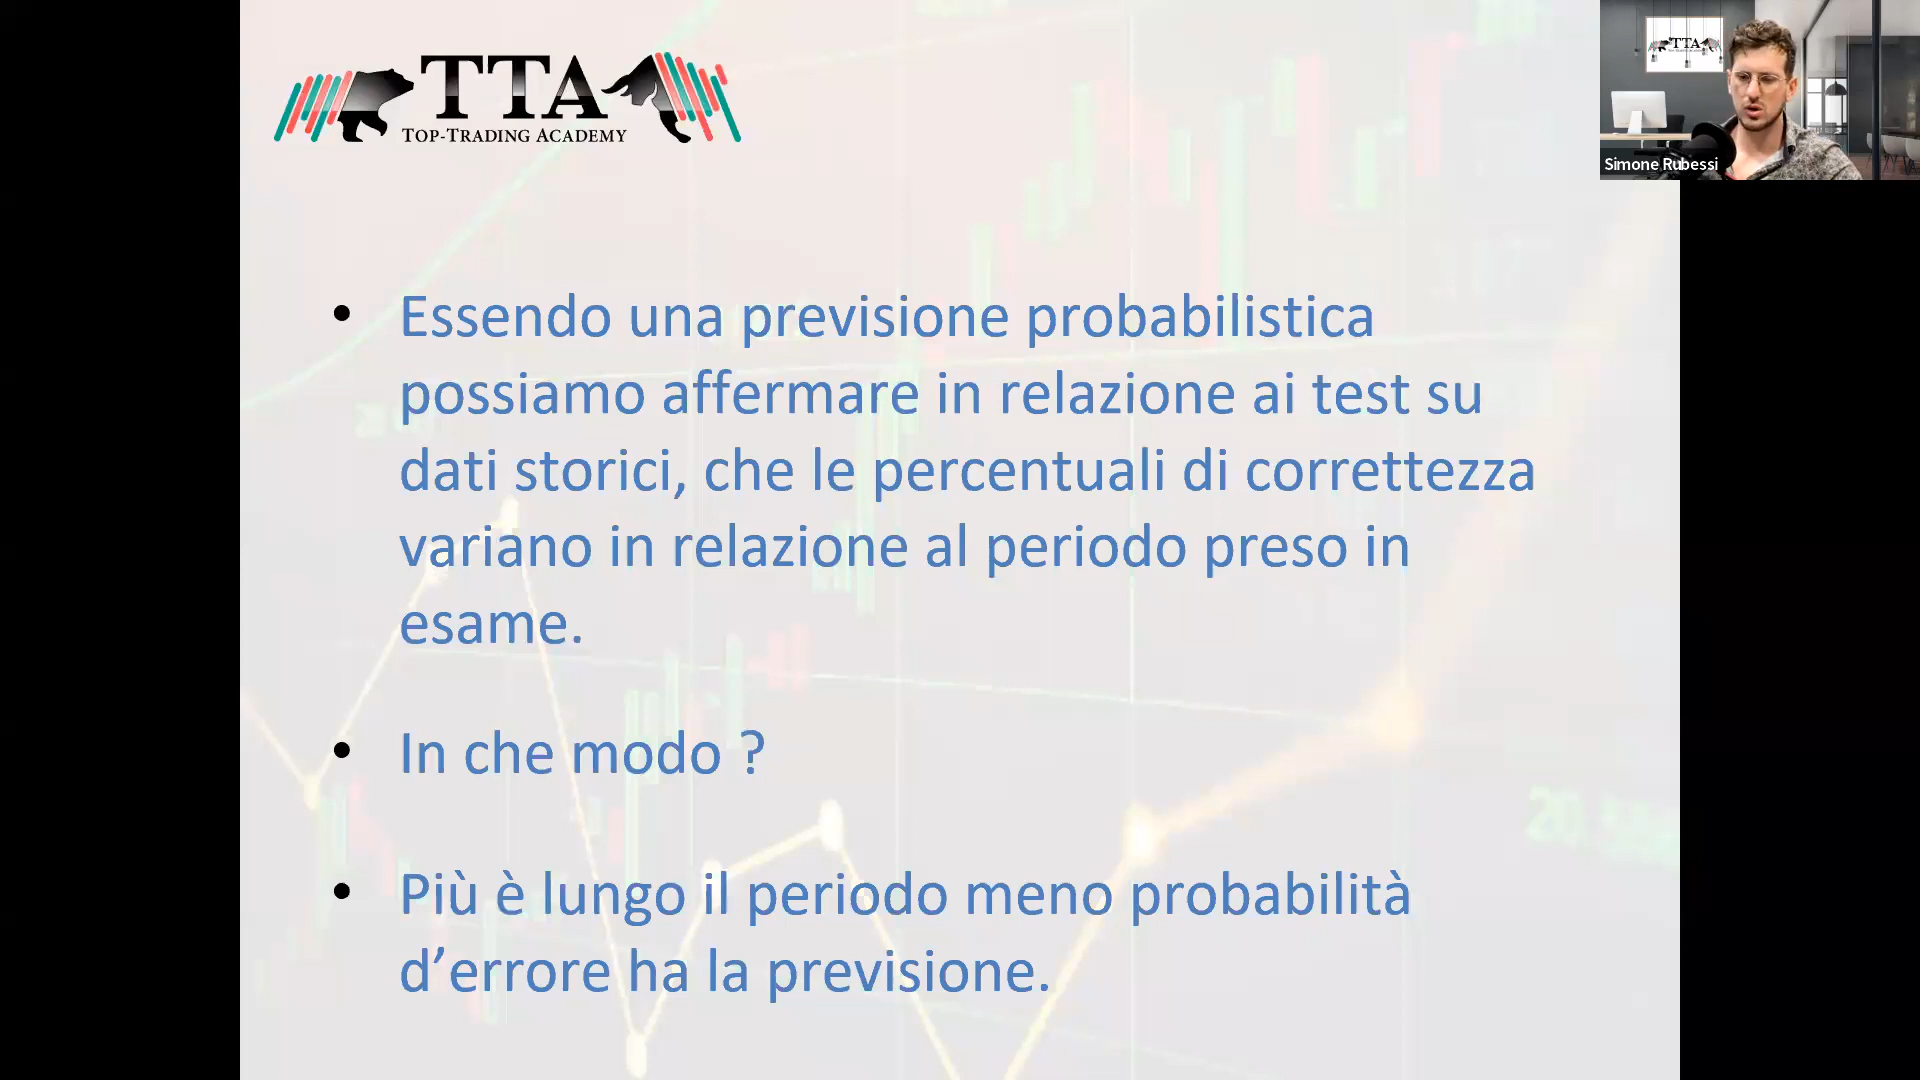 TTA
TOP-TRADING ACADEMY
TTA
Simone Rubessi
• Essendo una previsione probabilistica
possiamo affermare in relazione ai test su
dati storici, che le percentuali di correttezza
variano in relazione al periodo preso in
esame.
• In che modo ?
• Più è lungo il periodo meno probabilità
d’errore ha la previsione.